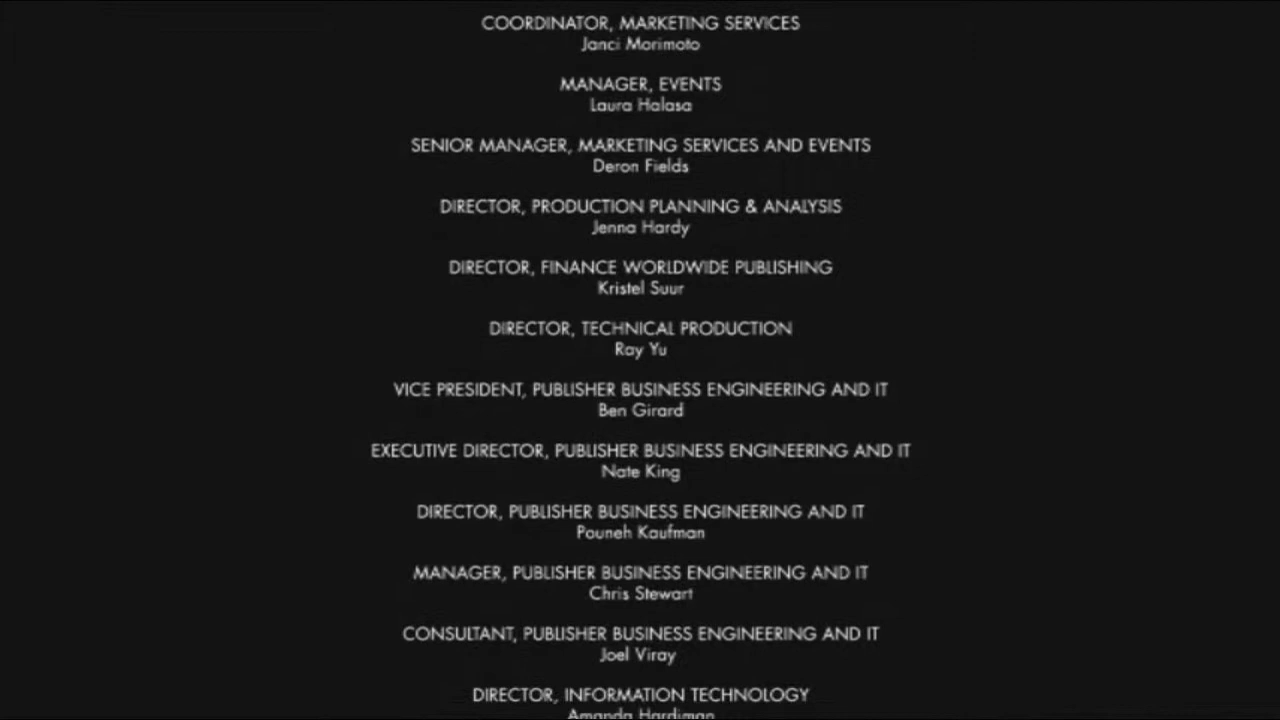 COORDINATOR, MARKETING SERVICES
Janci Morimoto
MANAGER, EVENTS
Laura Halasa
SENIOR MANAGER, MARKETING SERVICES AND EVENTS
Deron Fields
DIRECTOR, PRODUCTION PLANNING & ANALYSIS
Jenna Hardy
DIRECTOR, FINANCE WORLDWIDE PUBLISHING
Kristel Suur
DIRECTOR, TECHNICAL PRODUCTION
Ray Yu
VICE PRESIDENT, PUBLISHER BUSINESS ENGINEERING AND IT
Ben Girard
EXECUTIVE DIRECTOR, PUBLISHER BUSINESS ENGINEERING AND IT
Nate King
DIRECTOR, PUBLISHER BUSINESS ENGINEERING AND IT
Pouneh Kaufman
MANAGER, PUBLISHER BUSINESS ENGINEERING AND IT
Chris Stewart
CONSULTANT, PUBLISHER BUSINESS ENGINEERING AND IT
Joel Viray
DIRECTOR, INFORMATION TECHNOLOGY
Amanda Hardiman